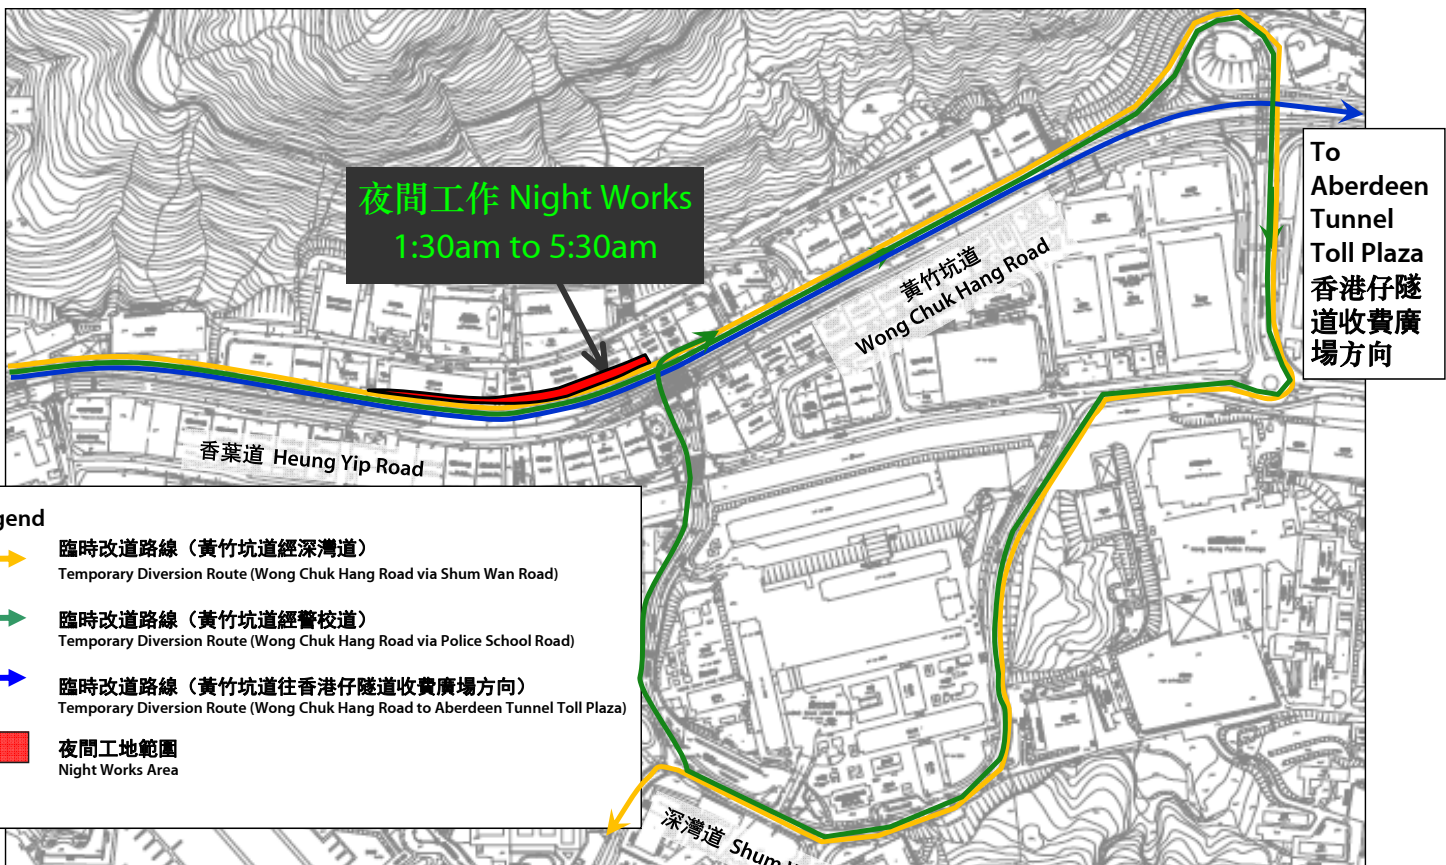 夜間工作 Night Works
1:30am to 5:30am
To
Aberdeen
Tunnel
Toll Plaza
香港仔隧
道收費廣
場方向
黃竹坑道
Wong Chuk Hang Road
香葉道 Heung Yip Road
gend
臨時改道路線（黃竹坑道經深灣道）
Temporary Diversion Route (Wong Chuk Hang Road via Shum Wan Road)
臨時改道路線（黃竹坑道經警校道）
Temporary Diversion Route (Wong Chuk Hang Road via Police School Road)
臨時改道路線（黃竹坑道往香港仔隧道收費廣場方向）
Temporary Diversion Route (Wong Chuk Hang Road to Aberdeen Tunnel Toll Plaza)
夜間工地範圍
Night Works Area
深灣道 Shum